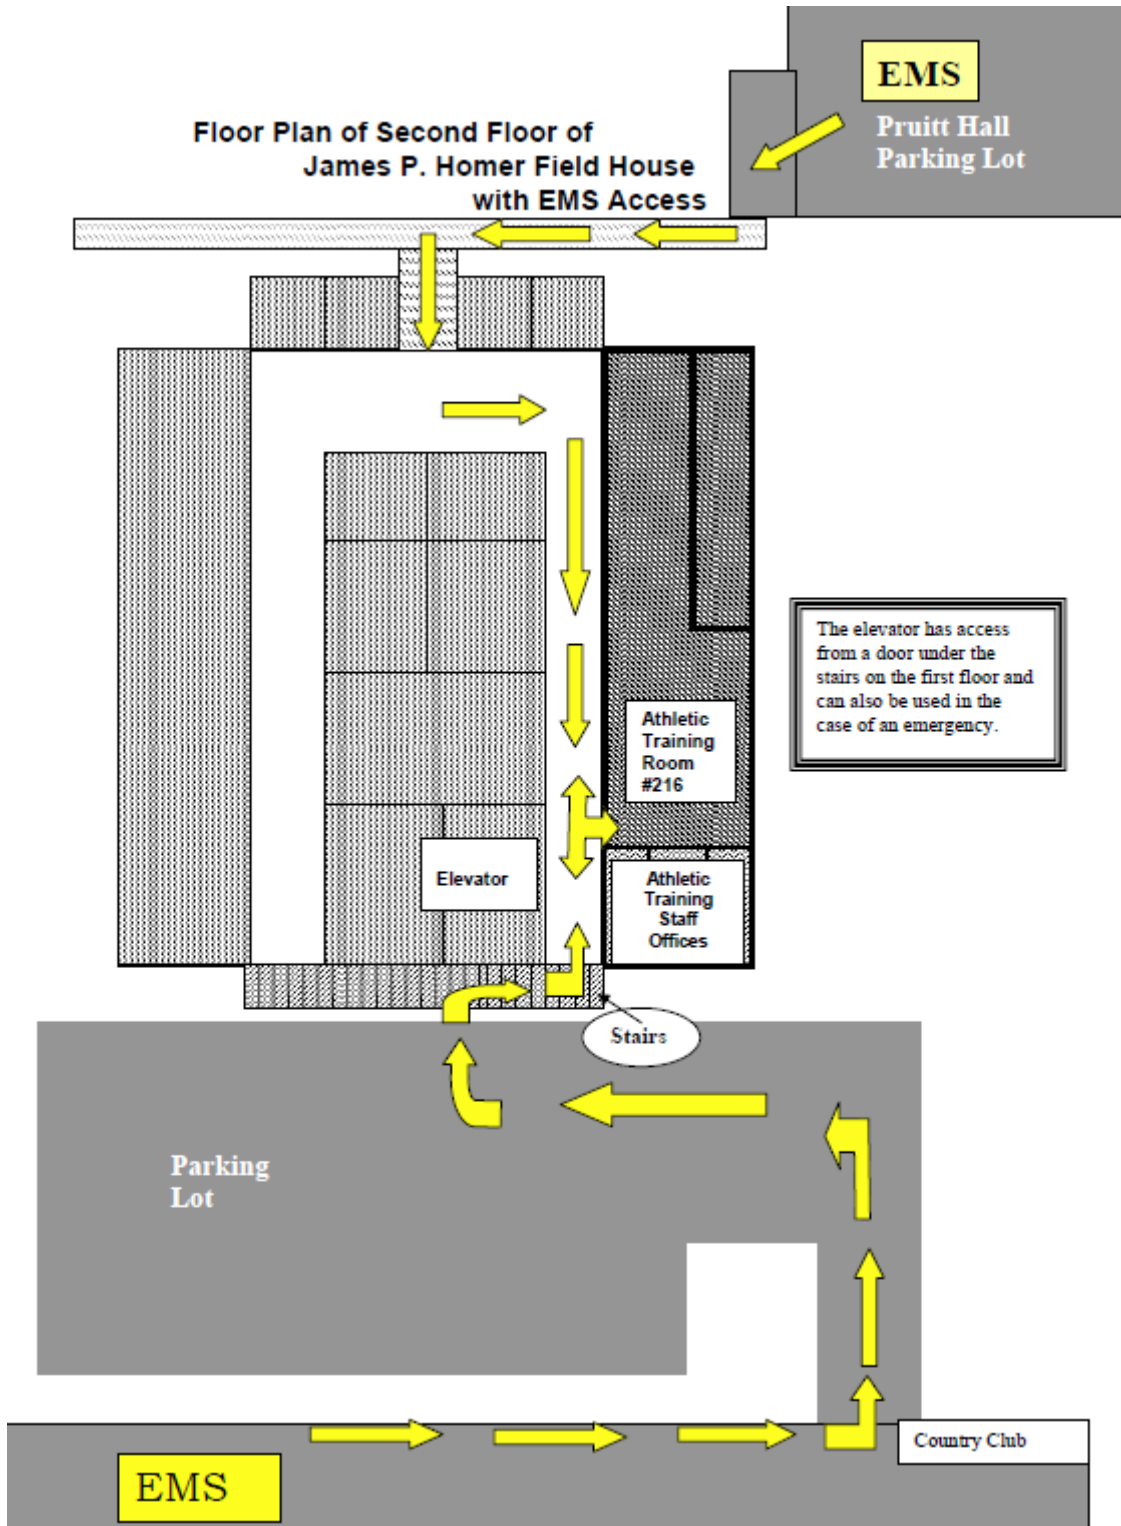 EMS
Pruitt Hall
Parking Lot
Floor Plan of Second Floor of
James P. Homer Field House
with EMS Access
The elevator has access
from a door under the
stairs on the first floor and
can also be used in the
case of an emergency.
Athletic
Training
Room
#216
Elevator
Athletic
Training
Staff
Offices
Stairs
Parking
Lot
Country Club
EMS